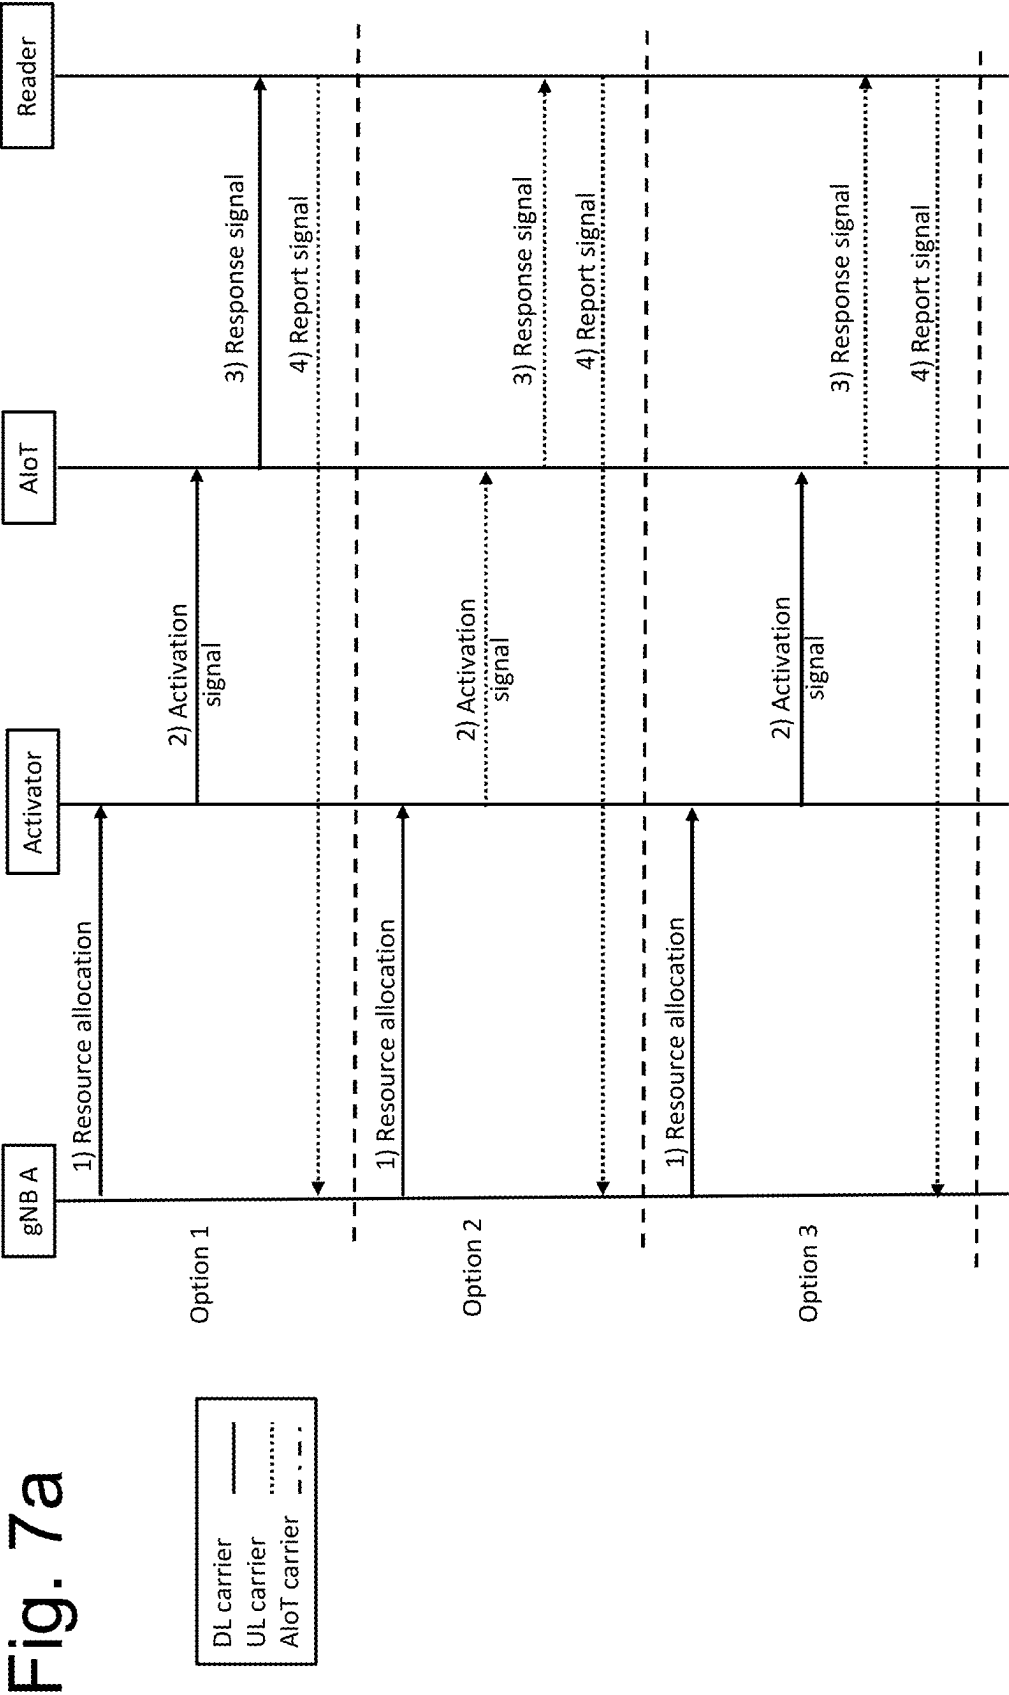 Fig. 7a
DL carrier
UL carrier
AIoT carrier
gNB A
Activator
AIoT
Reader
Option 1
1) Resource allocation
2) Activation
signal
3) Response signal
4) Report signal
Option 2
1) Resource allocation
2) Activation
signal
3) Response signal
4) Report signal
Option 3
1) Resource allocation
2) Activation
signal
3) Response signal
4) Report signal